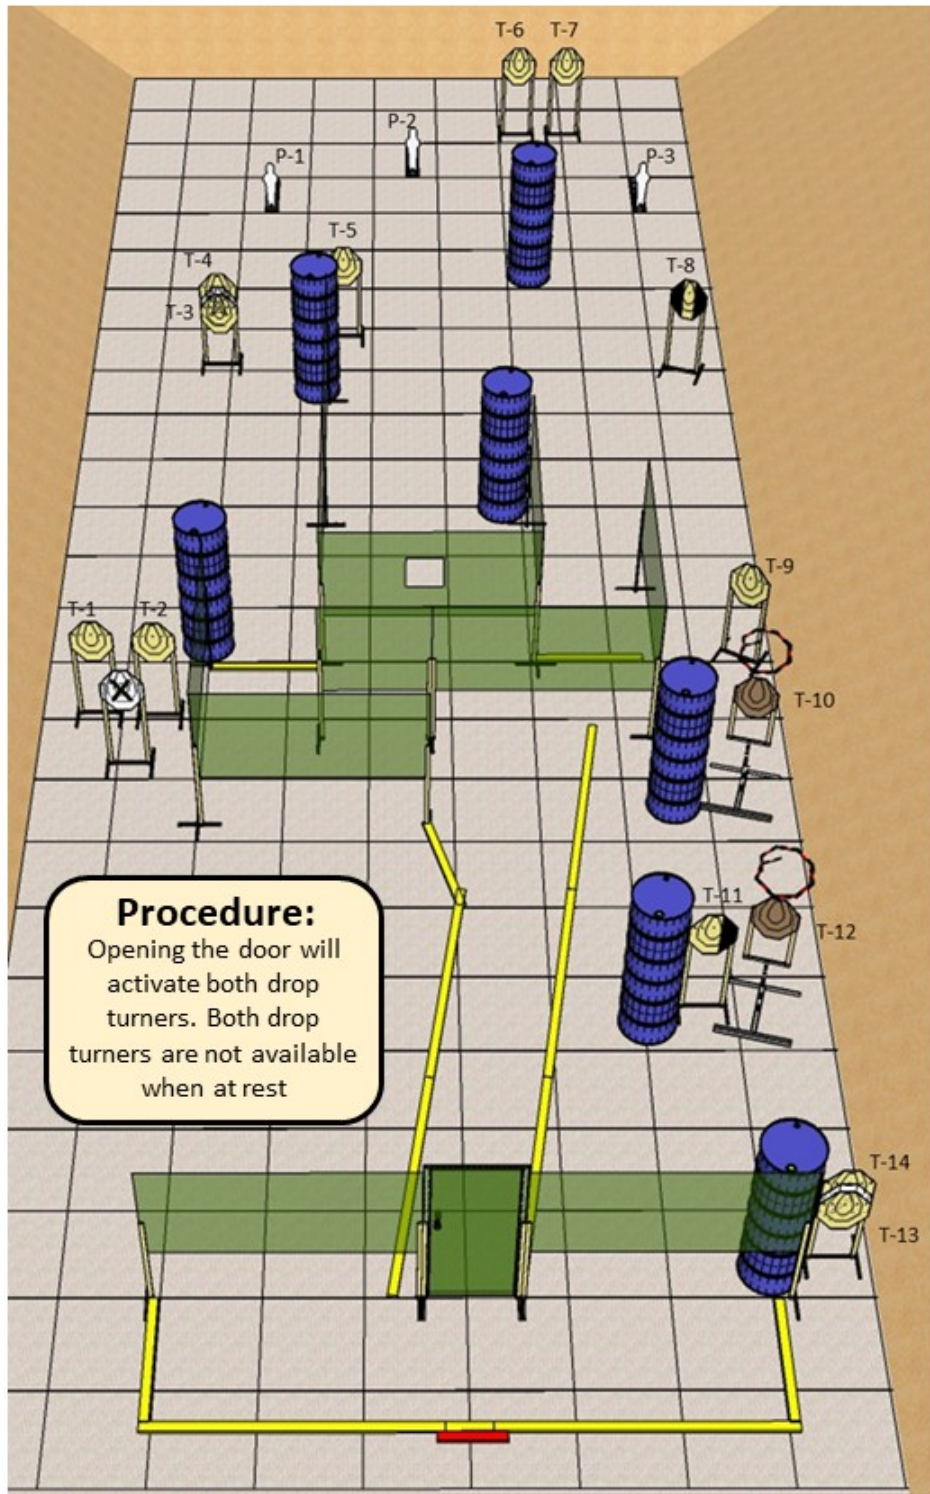 T-6 T-7
P-2
P-1
P-3
T-5
T-4
T-8
T-3
T-9
T-1 T-2
X
T-10
T-11
T-12
Procedure:
Opening the door will
activate both drop
turners. Both drop
turners are not available
when at rest
T-14
T-13